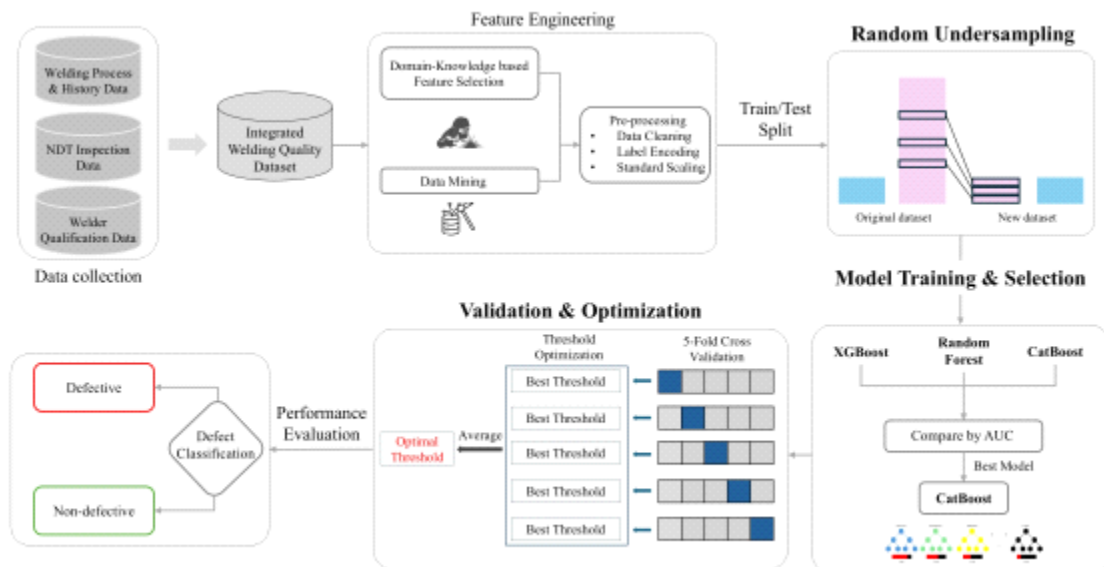 Feature Engineering
Random Undersampling
Welding Process
& History Data
NDT Inspection
Data
Welder
Qualification Data
Data collection
Integrated
Welding Quality
Dataset
Domain-Knowledge based
Feature Selection
Data Mining
Pre-processing
• Data Cleaning
• Label Encoding
• Standard Scaling
Train/Test
Split
Original dataset
New dataset
Model Training & Selection
XGBoost
Random
Forest
CatBoost
Compare by AUC
Best Model
CatBoost
Validation & Optimization
Threshold
Optimization
5-Fold Cross
Validation
Best Threshold
Best Threshold
Best Threshold
Best Threshold
Best Threshold
Average
Optimal
Threshold
Performance
Evaluation
Defect
Classification
Defective
Non-defective